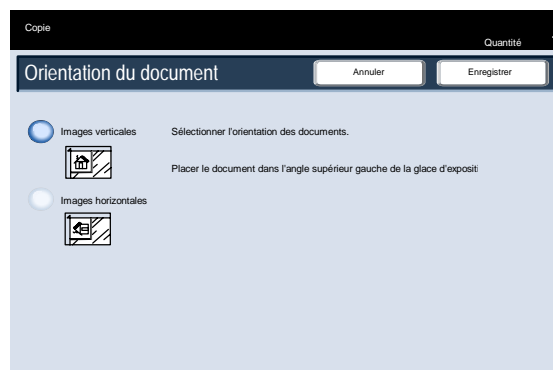 Copie
Quantité
Orientation du document
Annuler
Enregistrer
Images verticales
Sélectionner l'orientation des documents.
Placer le document dans l'angle supérieur gauche de la glace d'expositi
Images horizontales